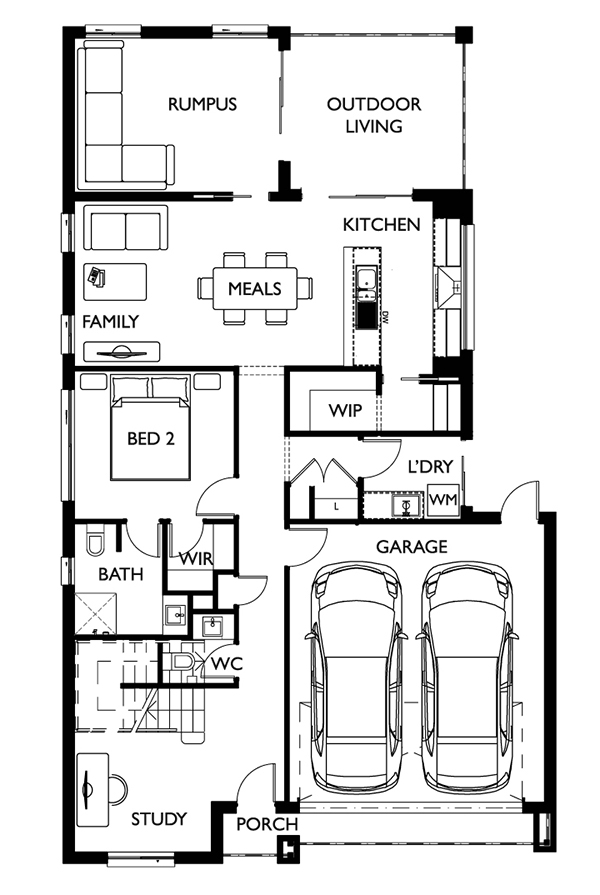 RUMPUS
OUTDOOR
LIVING
KITCHEN
MEALS
FAMILY
DW
WIP
BED 2
L'DRY
WM
L
GARAGE
WIR
BATH
WC
STUDY
PORCH